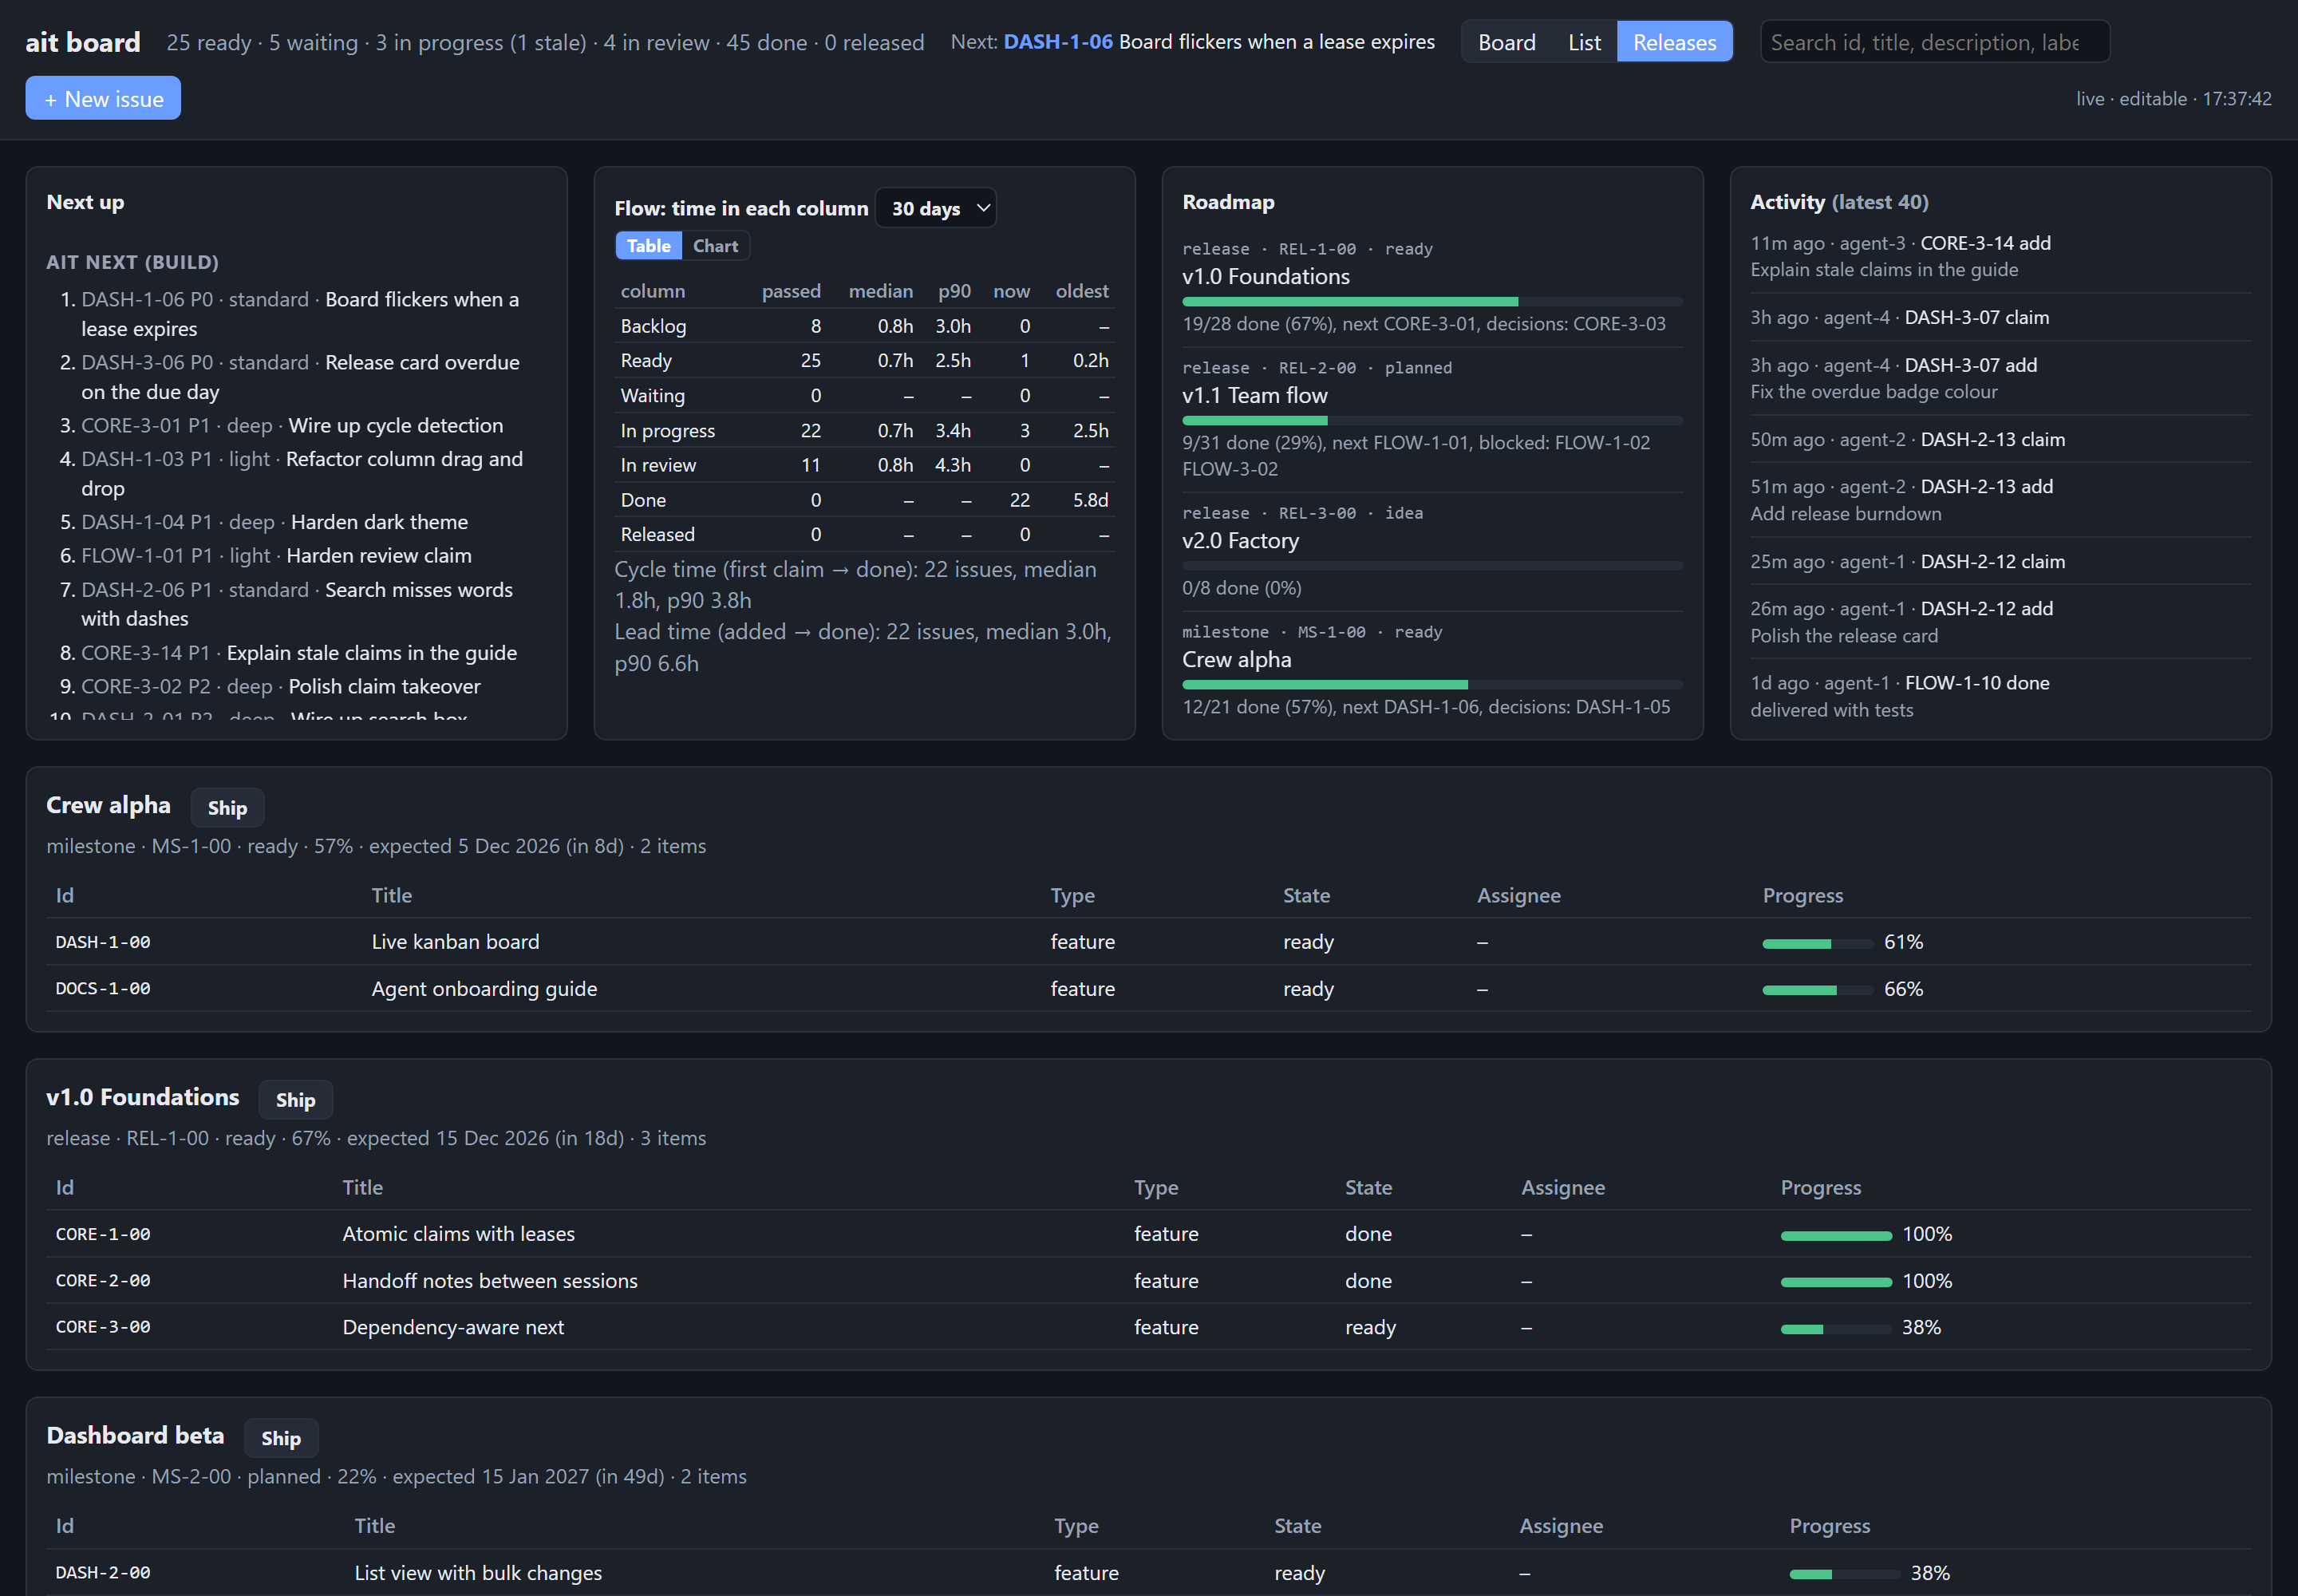 ait board 25 ready · 5 waiting · 3 in progress (1 stale) · 4 in review · 45 done · 0 released Next: DASH-1-06 Board flickers when a lease expires Board List Releases Search id, title, description, labe
+ New issue live · editable · 17:37:42
Next up
AIT NEXT (BUILD)
1. DASH-1-06 P0 · standard · Board flickers when a
lease expires
2. DASH-3-06 P0 · standard · Release card overdue
on the due day
3. CORE-3-01 P1 · deep · Wire up cycle detection
4. DASH-1-03 P1 · light · Refactor column drag and
drop
5. DASH-1-04 P1 · deep · Harden dark theme
6. FLOW-1-01 P1 · light · Harden review claim
7. DASH-2-06 P1 · standard · Search misses words
with dashes
8. CORE-3-14 P1 · Explain stale claims in the guide
9. CORE-3-02 P2 · deep · Polish claim takeover
10. DASH-2-01 P2 · deep · Wire up search box
Flow: time in each column 30 days
Table Chart
column passed median p90 now oldest
Backlog 8 0.8h 3.0h 0 –
Ready 25 0.7h 2.5h 1 0.2h
Waiting 0 – – 0 –
In progress 22 0.7h 3.4h 3 2.5h
In review 11 0.8h 4.3h 0 –
Done 0 – – 22 5.8d
Released 0 – – 0 –
Cycle time (first claim → done): 22 issues, median
1.8h, p90 3.8h
Lead time (added → done): 22 issues, median 3.0h,
p90 6.6h
Roadmap
release · REL-1-00 · ready
v1.0 Foundations
19/28 done (67%), next CORE-3-01, decisions: CORE-3-03
release · REL-2-00 · planned
v1.1 Team flow
9/31 done (29%), next FLOW-1-01, blocked: FLOW-1-02
FLOW-3-02
release · REL-3-00 · idea
v2.0 Factory
0/8 done (0%)
milestone · MS-1-00 · ready
Crew alpha
12/21 done (57%), next DASH-1-06, decisions: DASH-1-05
Activity (latest 40)
11m ago · agent-3 · CORE-3-14 add
Explain stale claims in the guide
3h ago · agent-4 · DASH-3-07 claim
3h ago · agent-4 · DASH-3-07 add
Fix the overdue badge colour
50m ago · agent-2 · DASH-2-13 claim
51m ago · agent-2 · DASH-2-13 add
Add release burndown
25m ago · agent-1 · DASH-2-12 claim
26m ago · agent-1 · DASH-2-12 add
Polish the release card
1d ago · agent-1 · FLOW-1-10 done
delivered with tests
Crew alpha Ship
milestone · MS-1-00 · ready · 57% · expected 5 Dec 2026 (in 8d) · 2 items
Id Title Type State Assignee Progress
DASH-1-00 Live kanban board feature ready – 61%
DOCS-1-00 Agent onboarding guide feature ready – 66%
v1.0 Foundations Ship
release · REL-1-00 · ready · 67% · expected 15 Dec 2026 (in 18d) · 3 items
Id Title Type State Assignee Progress
CORE-1-00 Atomic claims with leases feature done – 100%
CORE-2-00 Handoff notes between sessions feature done – 100%
CORE-3-00 Dependency-aware next feature ready – 38%
Dashboard beta Ship
milestone · MS-2-00 · planned · 22% · expected 15 Jan 2027 (in 49d) · 2 items
Id Title Type State Assignee Progress
DASH-2-00 List view with bulk changes feature ready – 38%